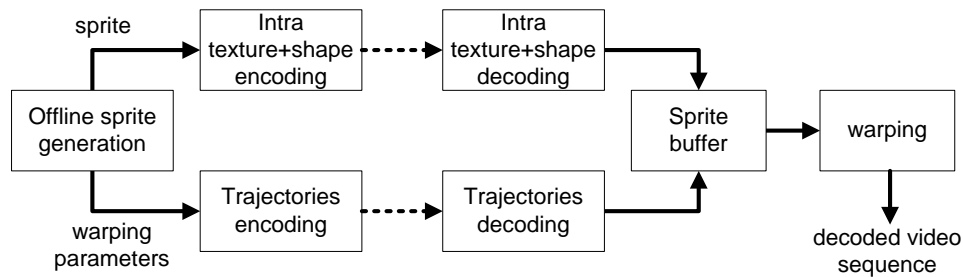 sprite
Intra
texture+shape
encoding
Intra
texture+shape
decoding
Offline sprite
generation
Sprite
buffer
warping
Trajectories
encoding
Trajectories
decoding
warping
parameters
decoded video
sequence